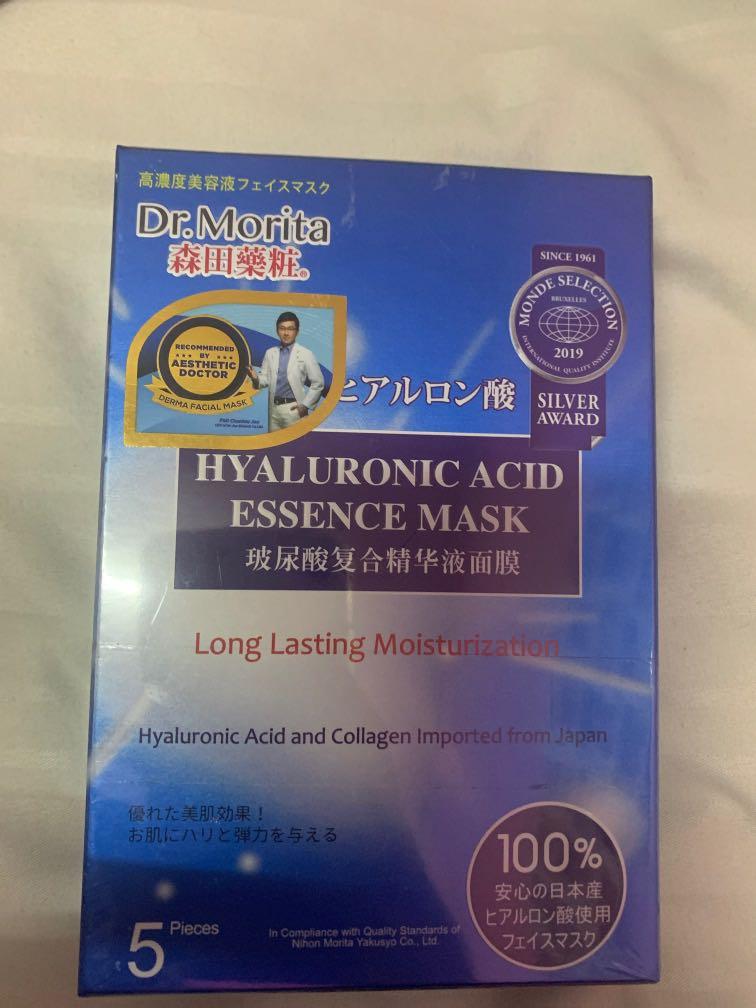 高濃度美容液フェイスマスク
Dr.Morita
森田藥粧®
SINCE 1961
MONDE SELECTION
BRUXELLES
2019
INTERNATIONAL QUALITY INSTITUTE
SILVER
AWARD
RECOMMENDED
BY
AESTHETIC
DOCTOR
DERMA FACIAL MASK
ヒアルロン酸
HYALURONIC ACID
ESSENCE MASK
玻尿酸复合精华液面膜
Long Lasting Moisturization
Hyaluronic Acid and Collagen Imported from Japan
優れた美肌効果！
お肌にハリと弾力を与える
100%
安心の日本産
ヒアルロン酸使用
フェイスマスク
5 Pieces
In Compliance with Quality Standards of
Nihon Morita Yakusyo Co., Ltd.